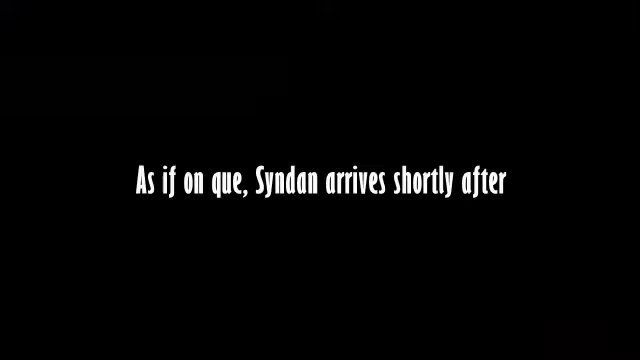 As if on que, Syndan arrives shortly after